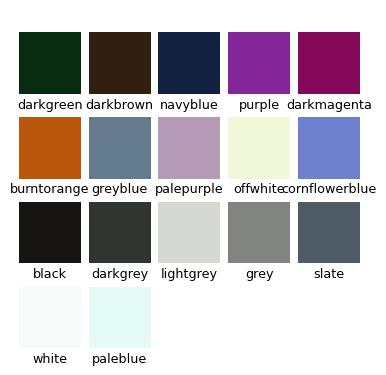 darkgreen darkbrown navyblue purple darkmagenta
burntorange greyblue palepurple offwhite cornflowerblue
black darkgrey lightgrey grey slate
white paleblue